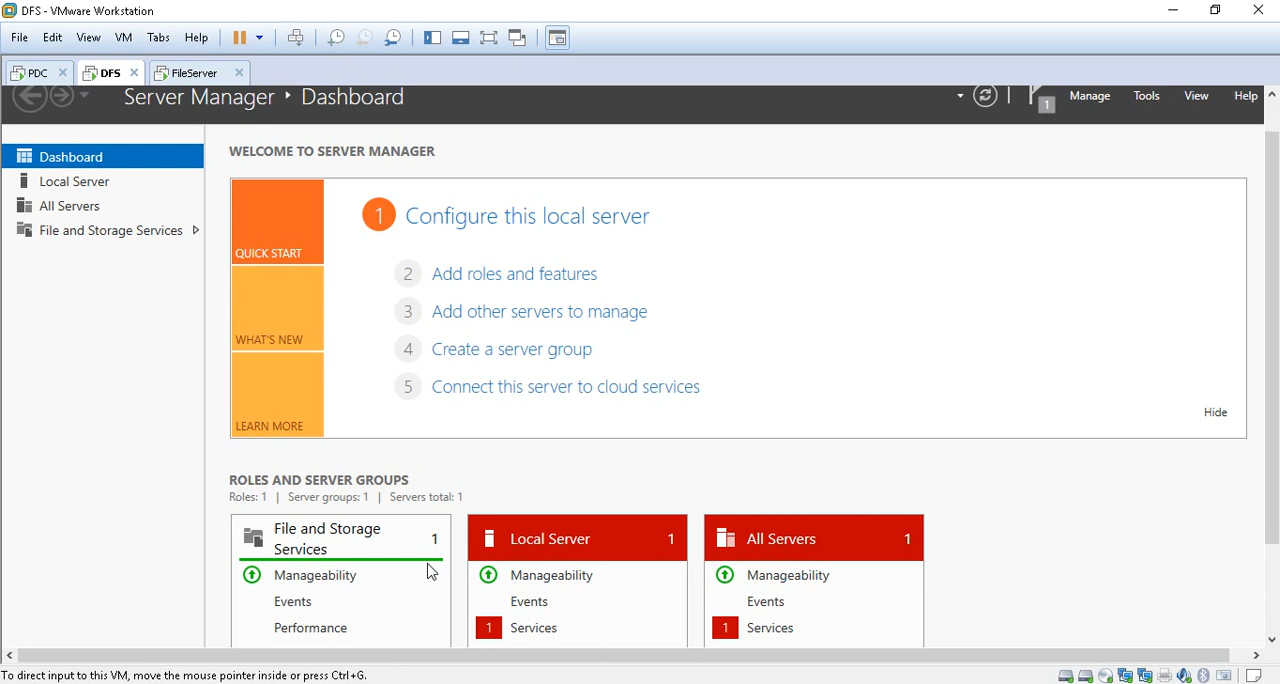 DFS - VMware Workstation
File Edit View VM Tabs Help
PDC DFS FileServer
Server Manager Dashboard 1 Manage Tools View Help
Dashboard
Local Server
All Servers
File and Storage Services
WELCOME TO SERVER MANAGER
QUICK START
WHAT'S NEW
LEARN MORE
1 Configure this local server
2 Add roles and features
3 Add other servers to manage
4 Create a server group
5 Connect this server to cloud services
Hide
ROLES AND SERVER GROUPS
Roles: 1 | Server groups: 1 | Servers total: 1
File and Storage
Services 1
Manageability
Events
Performance
Local Server 1
Manageability
Events
1 Services
All Servers 1
Manageability
Events
1 Services
To direct input to this VM, move the mouse pointer inside or press Ctrl+G.